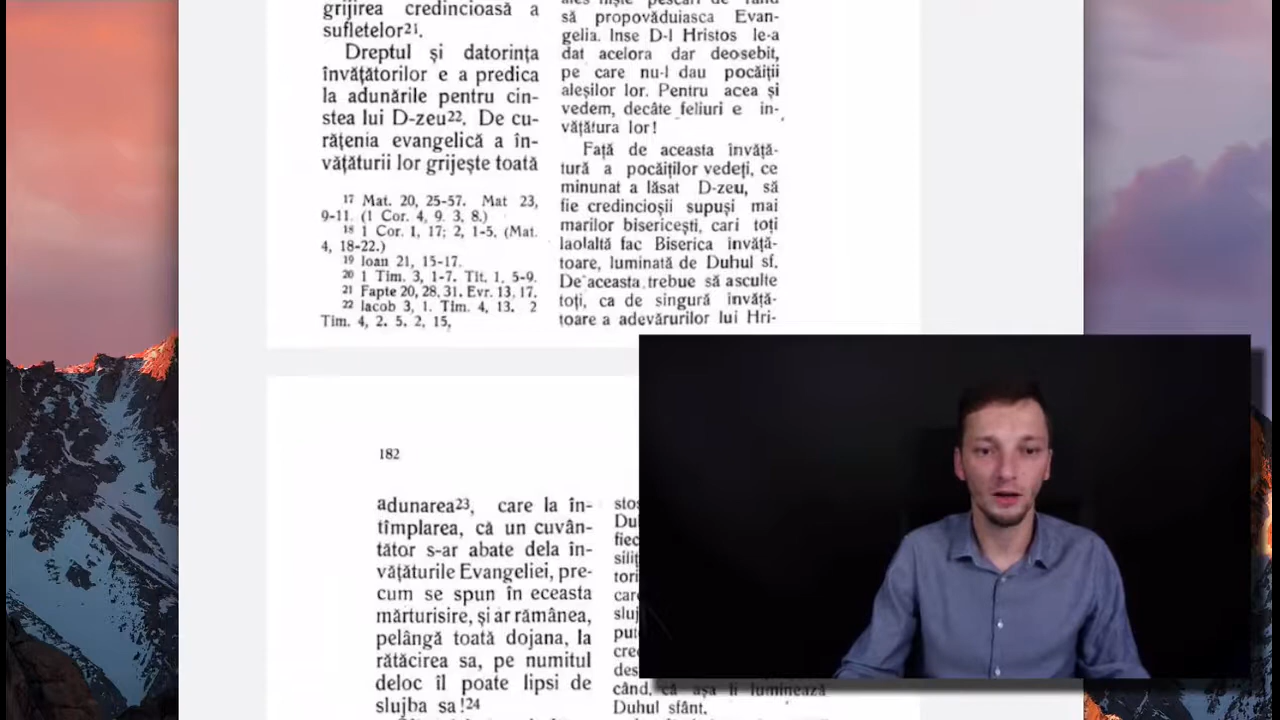 grijirea credincioasă a
sufletelor21.
Dreptul și datorința
învățătorilor e a predica
la adunările pentru cin-
stea lui D-zeu22. De cu-
rățenia evangelică a în-
vățăturii lor grijește toată
17 Mat. 20, 25-57. Mat 23,
9-11. (1 Cor. 4, 9. 3, 8.)
18 1 Cor. 1, 17; 2, 1-5, (Mat.
4, 18-22.)
19 Ioan 21, 15-17.
20 1 Tim. 3, 1-7. Tit. 1, 5-9.
21 Fapte 20, 28, 31. Evr. 13, 17.
22 Iacob 3, 1. Tim. 4, 13. 2
Tim. 4, 2. 5. 2, 15,
să propovăduiasca Evan-
gelia. Inse D-l Hristos le-a
dat acelora dar deosebit,
pe care nu-l dau pocăiții
aleșilor lor. Pentru acea și
vedem, decâte feliuri e in-
vățătura lor!
Față de aceasta învăță-
tură a pocăiților vedeți, ce
minunat a lăsat D-zeu, să
fie credincioșii supuși mai
marilor bisericești, cari toți
laolaltă fac Biserica invăță-
toare, luminată de Duhul sf.
De aceasta trebue să asculte
toți, ca de singură invăță-
toare a adevărurilor lui Hri-
182
adunarea23, care la în-
tîmplarea, că un cuvân-
tător s-ar abate dela în-
vățăturile Evangeliei, pre-
cum se spun în eceasta
mărturisire, și ar rămânea,
pelângă toată dojana, la
rătăcirea sa, pe numitul
deloc îl poate lipsi de
slujba sa!24
când, că așa îi luminează
Duhul sfânt.